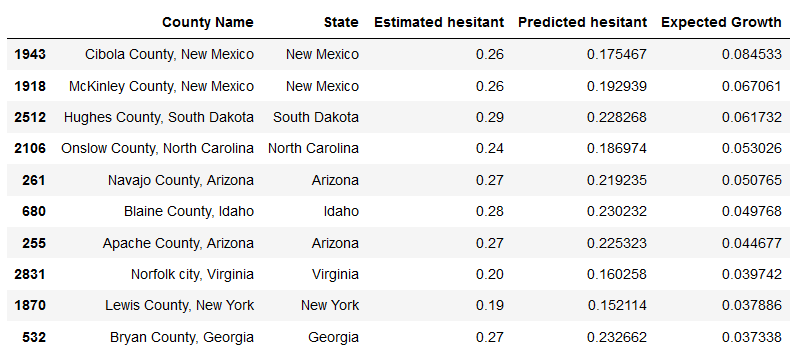 County Name State Estimated hesitant Predicted hesitant Expected Growth
1943 Cibola County, New Mexico New Mexico 0.26 0.175467 0.084533
1918 McKinley County, New Mexico New Mexico 0.26 0.192939 0.067061
2512 Hughes County, South Dakota South Dakota 0.29 0.228268 0.061732
2106 Onslow County, North Carolina North Carolina 0.24 0.186974 0.053026
261 Navajo County, Arizona Arizona 0.27 0.219235 0.050765
680 Blaine County, Idaho Idaho 0.28 0.230232 0.049768
255 Apache County, Arizona Arizona 0.27 0.225323 0.044677
2831 Norfolk city, Virginia Virginia 0.20 0.160258 0.039742
1870 Lewis County, New York New York 0.19 0.152114 0.037886
532 Bryan County, Georgia Georgia 0.27 0.232662 0.037338